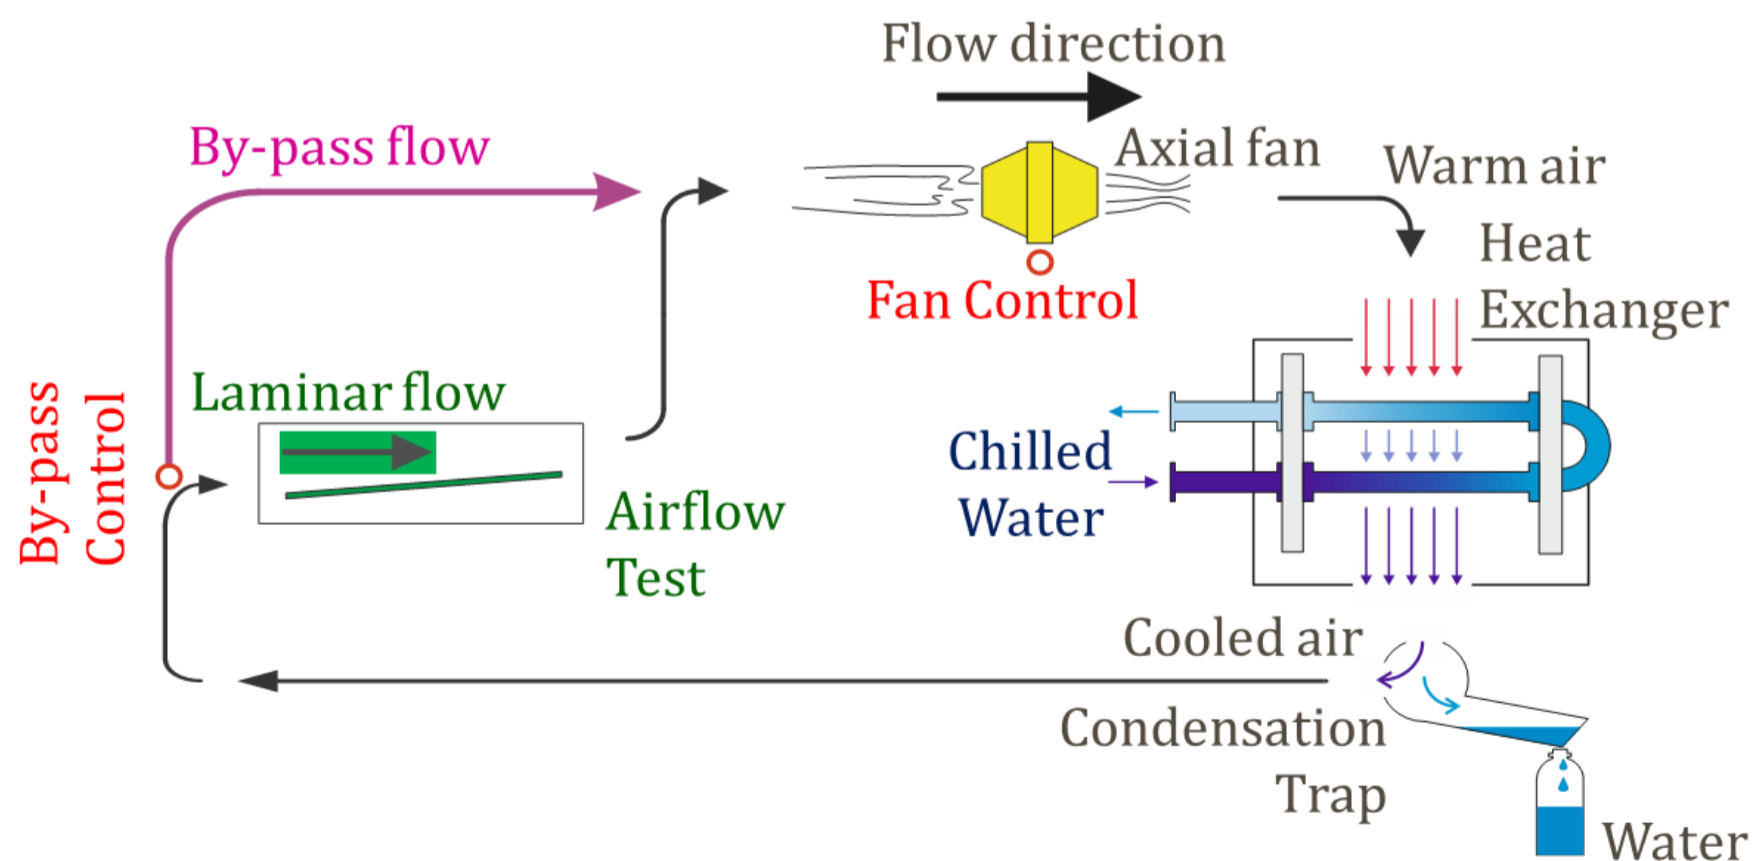 Flow direction
By-pass flow
Axial fan
Warm air
Heat
Exchanger
Fan Control
By-pass
Control
Laminar flow
Airflow
Test
Chilled
Water
Cooled air
Condensation
Trap
Water